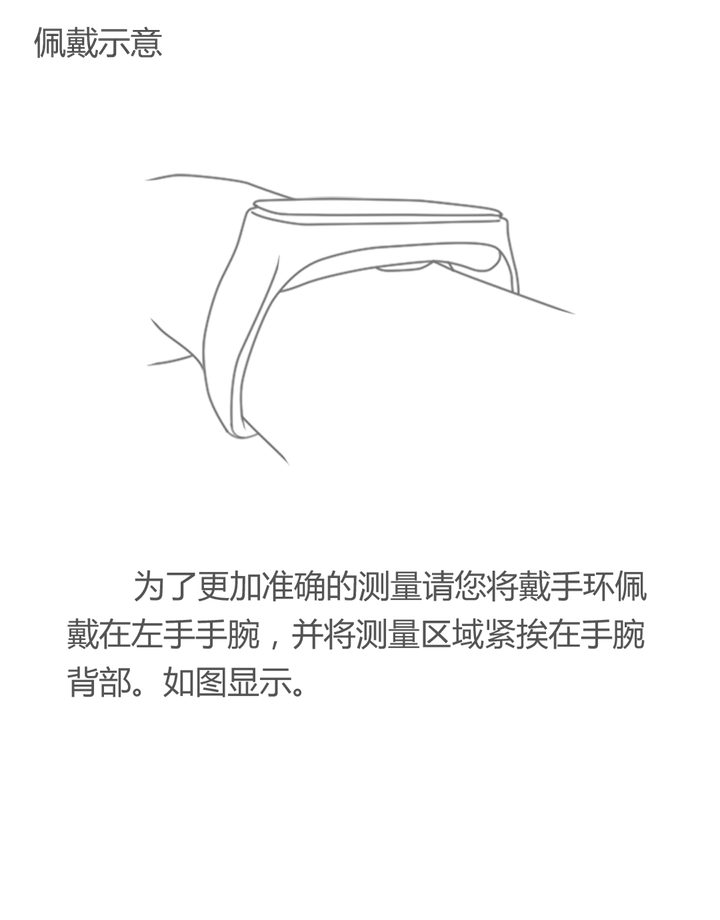 佩戴示意
为了更加准确的测量请您将戴手环佩
戴在左手手腕，并将测量区域紧挨在手腕
背部。如图显示。